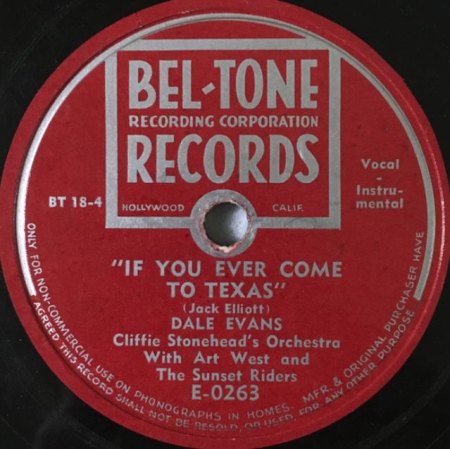 BEL-TONE
RECORDING CORPORATION
RECORDS
HOLLYWOOD CALIF.
BT 18-4
Vocal
-
Instru-
mental
"IF YOU EVER COME
TO TEXAS"
(Jack Elliott)
DALE EVANS
Cliffie Stonehead's Orchestra
With Art West and
The Sunset Riders
E-0263
ONLY FOR NON-COMMERCIAL USE ON PHONOGRAPHS IN HOMES. MFR. & ORIGINAL PURCHASER HAVE
AGREED THIS RECORD SHALL NOT BE RESOLD, OR USED FOR ANY OTHER PURPOSE